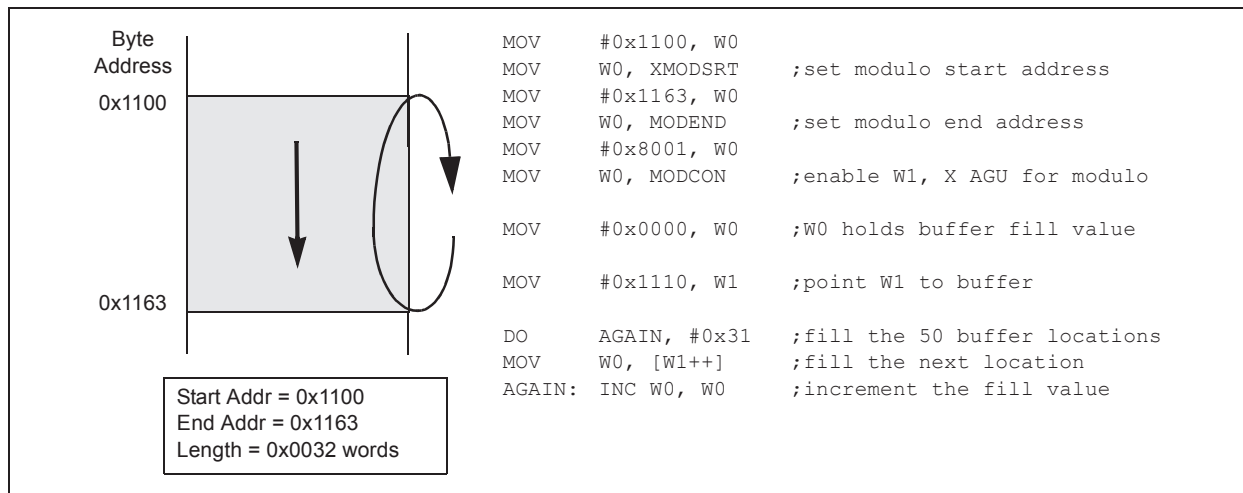 Byte
Address
0x1100
0x1163
Start Addr = 0x1100
End Addr = 0x1163
Length = 0x0032 words
MOV #0x1100, W0
MOV W0, XMODSRT ;set modulo start address
MOV #0x1163, W0
MOV W0, MODEND ;set modulo end address
MOV #0x8001, W0
MOV W0, MODCON ;enable W1, X AGU for modulo
MOV #0x0000, W0 ;W0 holds buffer fill value
MOV #0x1110, W1 ;point W1 to buffer
DO AGAIN, #0x31 ;fill the 50 buffer locations
MOV W0, [W1++] ;fill the next location
AGAIN: INC W0, W0 ;increment the fill value